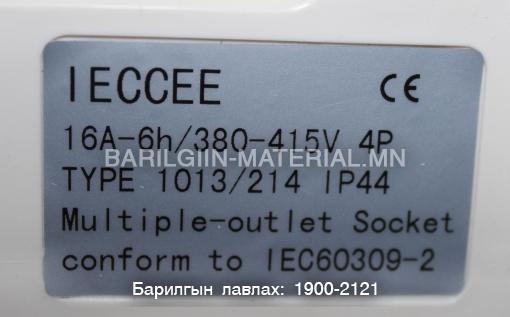 IECCEE CE
16A-6h/380-415V 4P
BARILGIIN-MATERIAL.MN
TYPE 1013/214 IP44
Multiple-outlet Socket
conform to IEC60309-2
Барилгын лавлах: 1900-2121